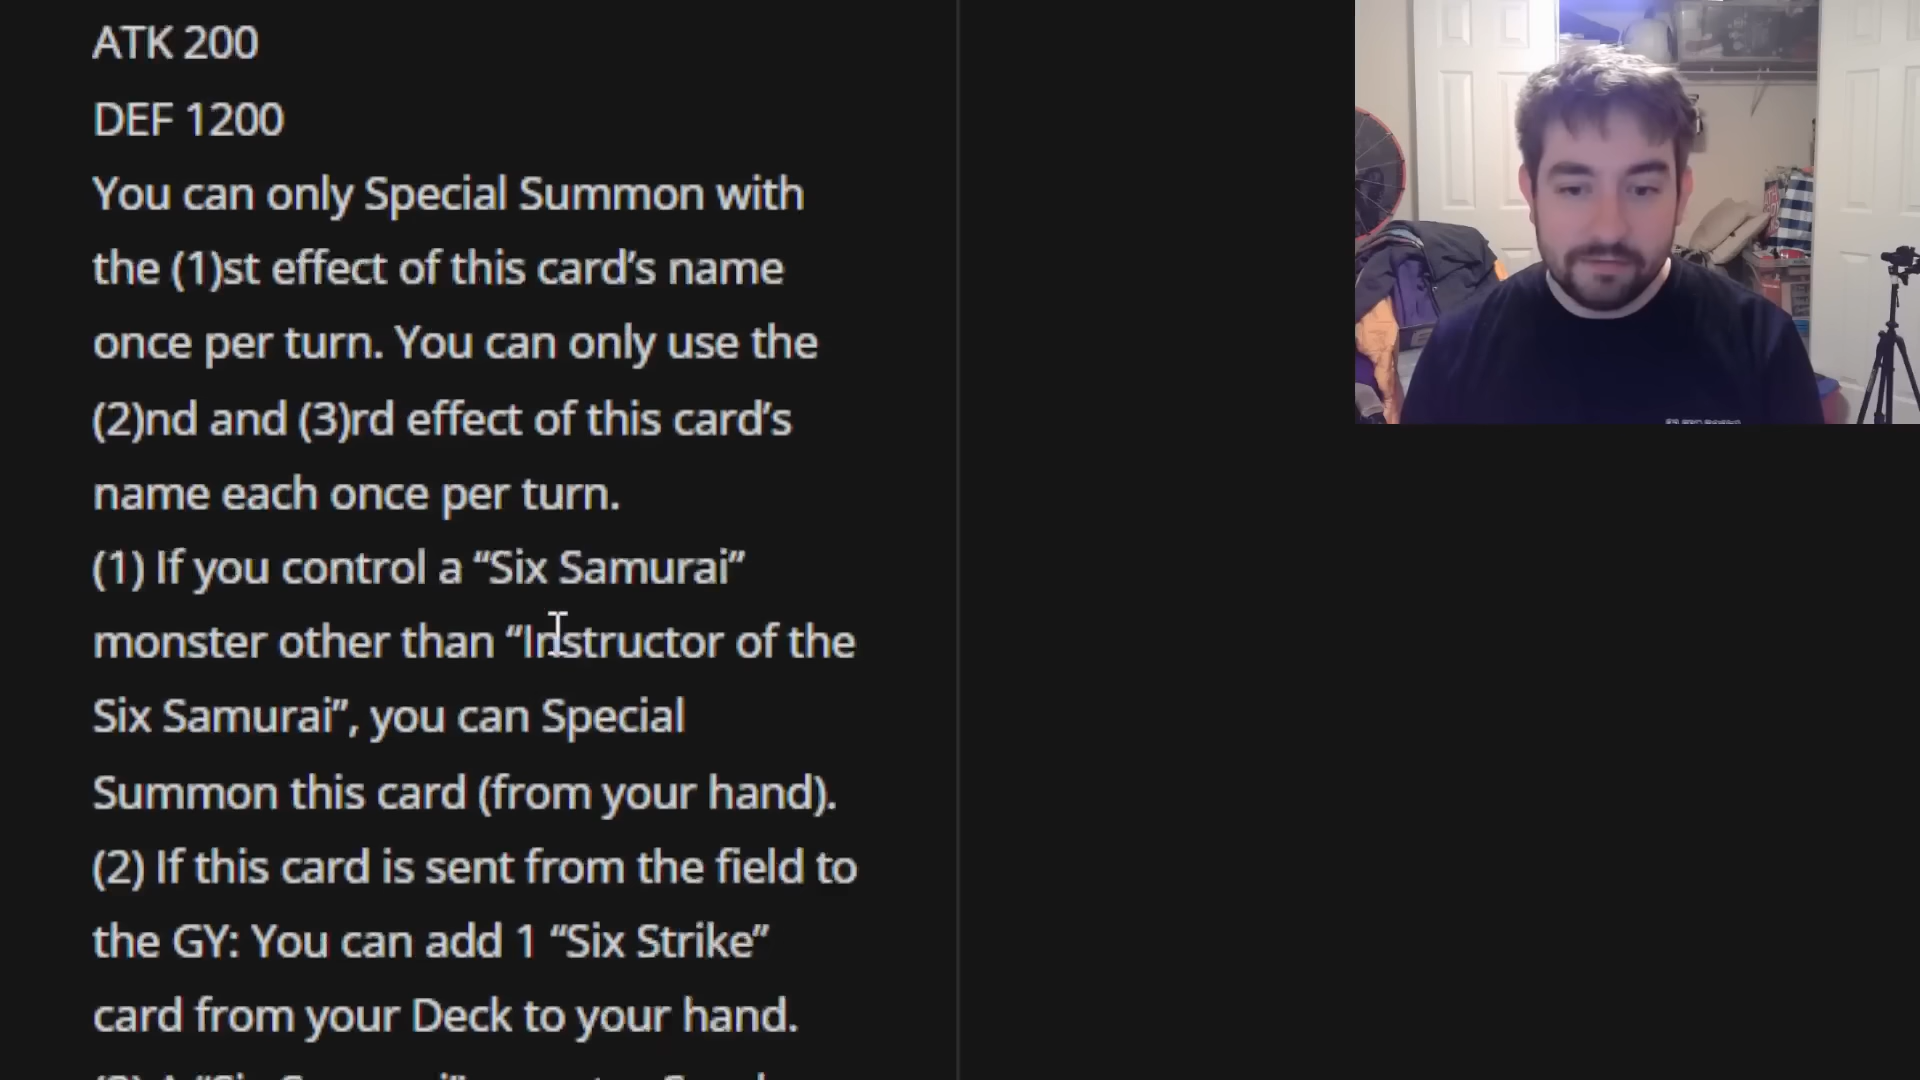 ATK 200
DEF 1200
You can only Special Summon with
the (1)st effect of this card’s name
once per turn. You can only use the
(2)nd and (3)rd effect of this card’s
name each once per turn.
(1) If you control a “Six Samurai”
monster other than “Instructor of the
Six Samurai”, you can Special
Summon this card (from your hand).
(2) If this card is sent from the field to
the GY: You can add 1 “Six Strike”
card from your Deck to your hand.